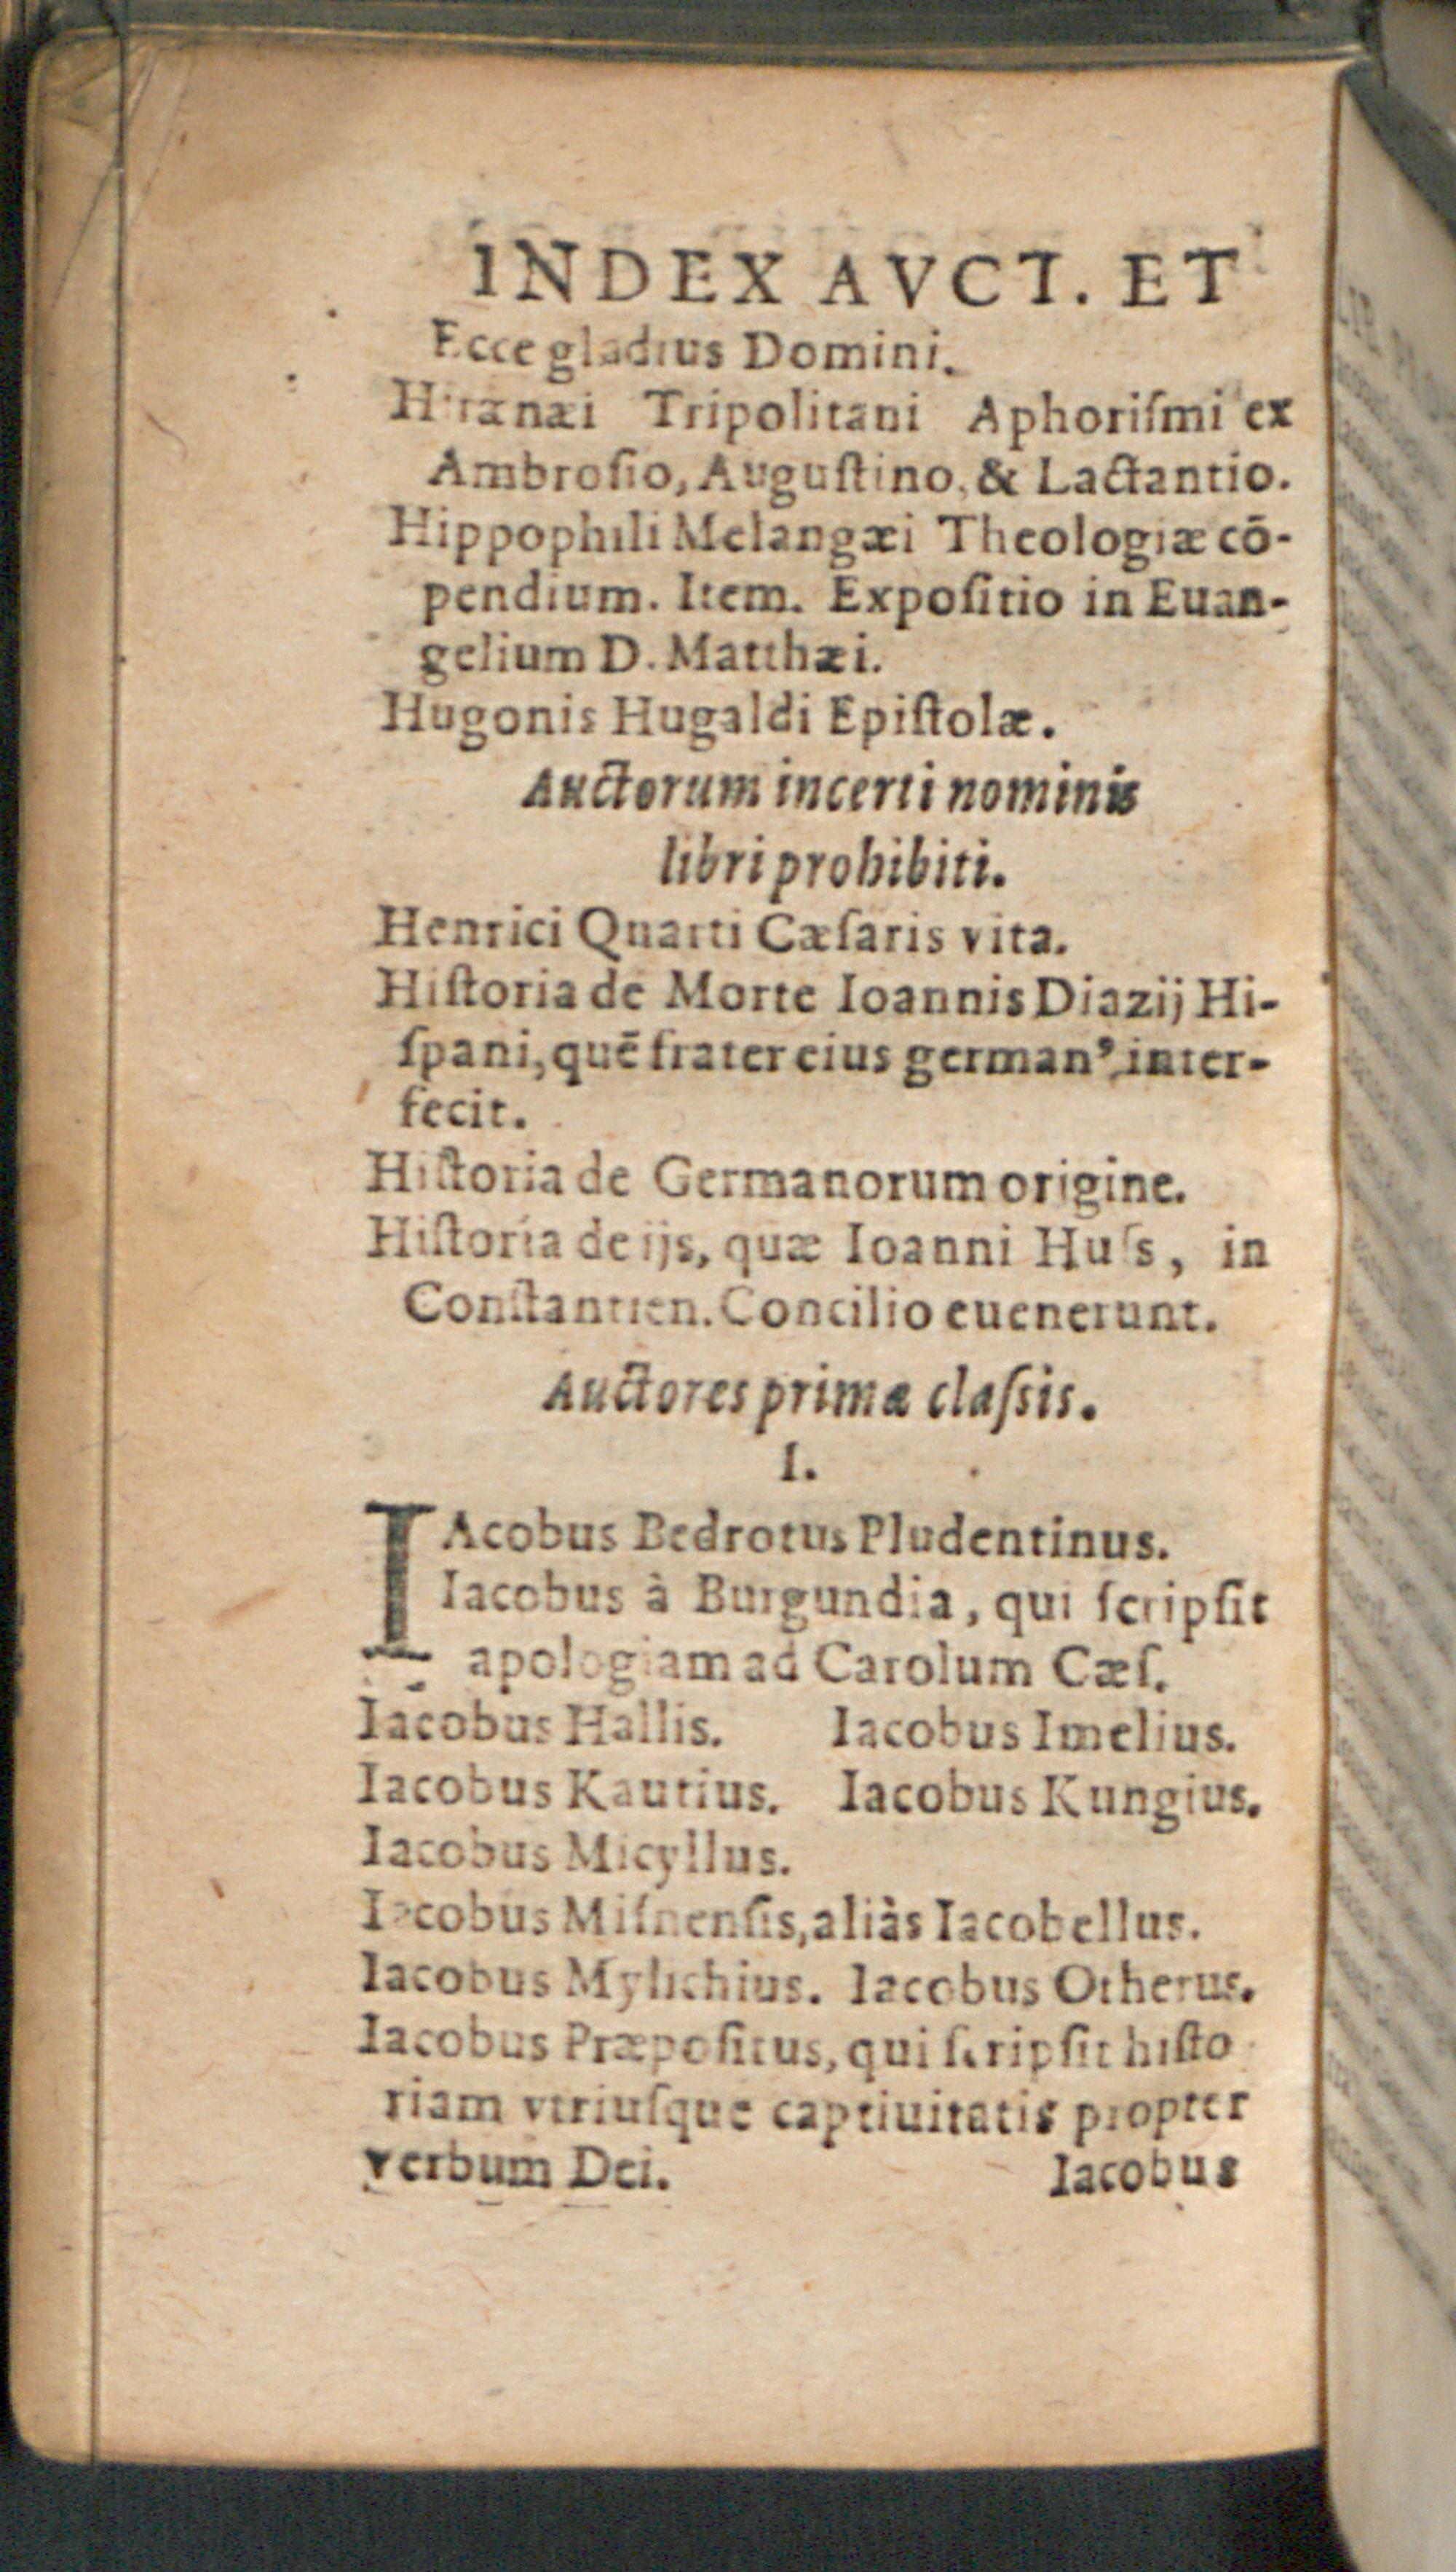 INDEX AVCT. ET
Ecce gladius Domini.
Hirænæi Tripolitani Aphoriſmi ex
Ambroſio, Auguſtino, & Lactantio.
Hippophili Melangæi Theologiæ cō-
pendium. Item. Expoſitio in Euan-
gelium D. Matthæi.
Hugonis Hugaldi Epiſtolæ.
Auctorum incerti nominis
libri prohibiti.
Henrici Quarti Cæſaris vita.
Hiſtoria de Morte Ioannis Diazij Hi-
ſpani, quē frater eius germanꝰ inter-
fecit.
Hiſtoria de Germanorum origine.
Hiſtoria de ijs, quæ Ioanni Huſs, in
Conſtantien. Concilio euenerunt.
Auctores primæ claſsis.
I.
IAcobus Bedrotus Pludentinus.
Iacobus à Burgundia, qui ſcripſit
apologiam ad Carolum Cæſ.
Iacobus Hallis. Iacobus Imelius.
Iacobus Kautius. Iacobus Kungius.
Iacobus Micyllus.
Iacobus Miſnenſis, aliàs Iacobellus.
Iacobus Mylichius. Iacobus Otherus.
Iacobus Præpoſitus, qui ſcripſit hiſto
riam vtriuſque captiuitatis propter
verbum Dei. Iacobus